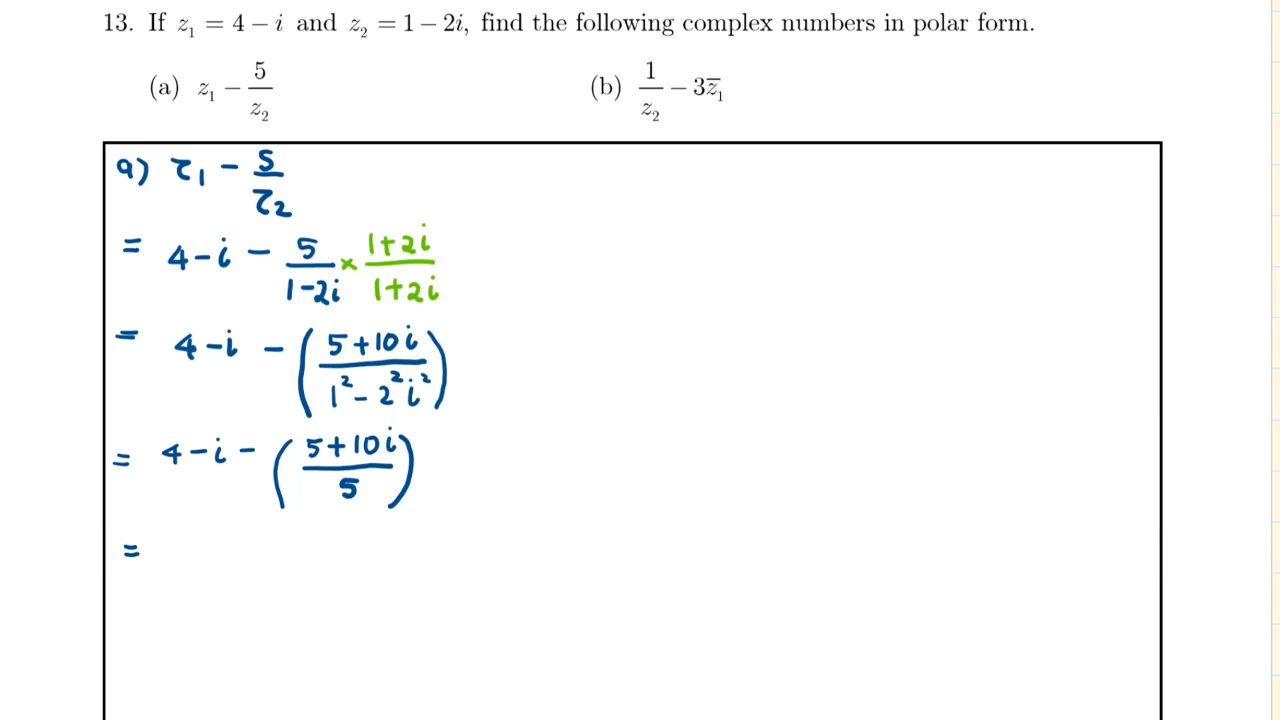 13. If z₁ = 4 − i and z₂ = 1 − 2i, find the following complex numbers in polar form.
(a) z₁ − 5/z₂ (b) 1/z₂ − 3z̅₁
a) z₁ − 5/z₂
= 4 − i − 5/(1−2i) × (1+2i)/(1+2i)
= 4 − i − ((5+10i)/(1² − 2²i²))
= 4 − i − ((5+10i)/5)
=